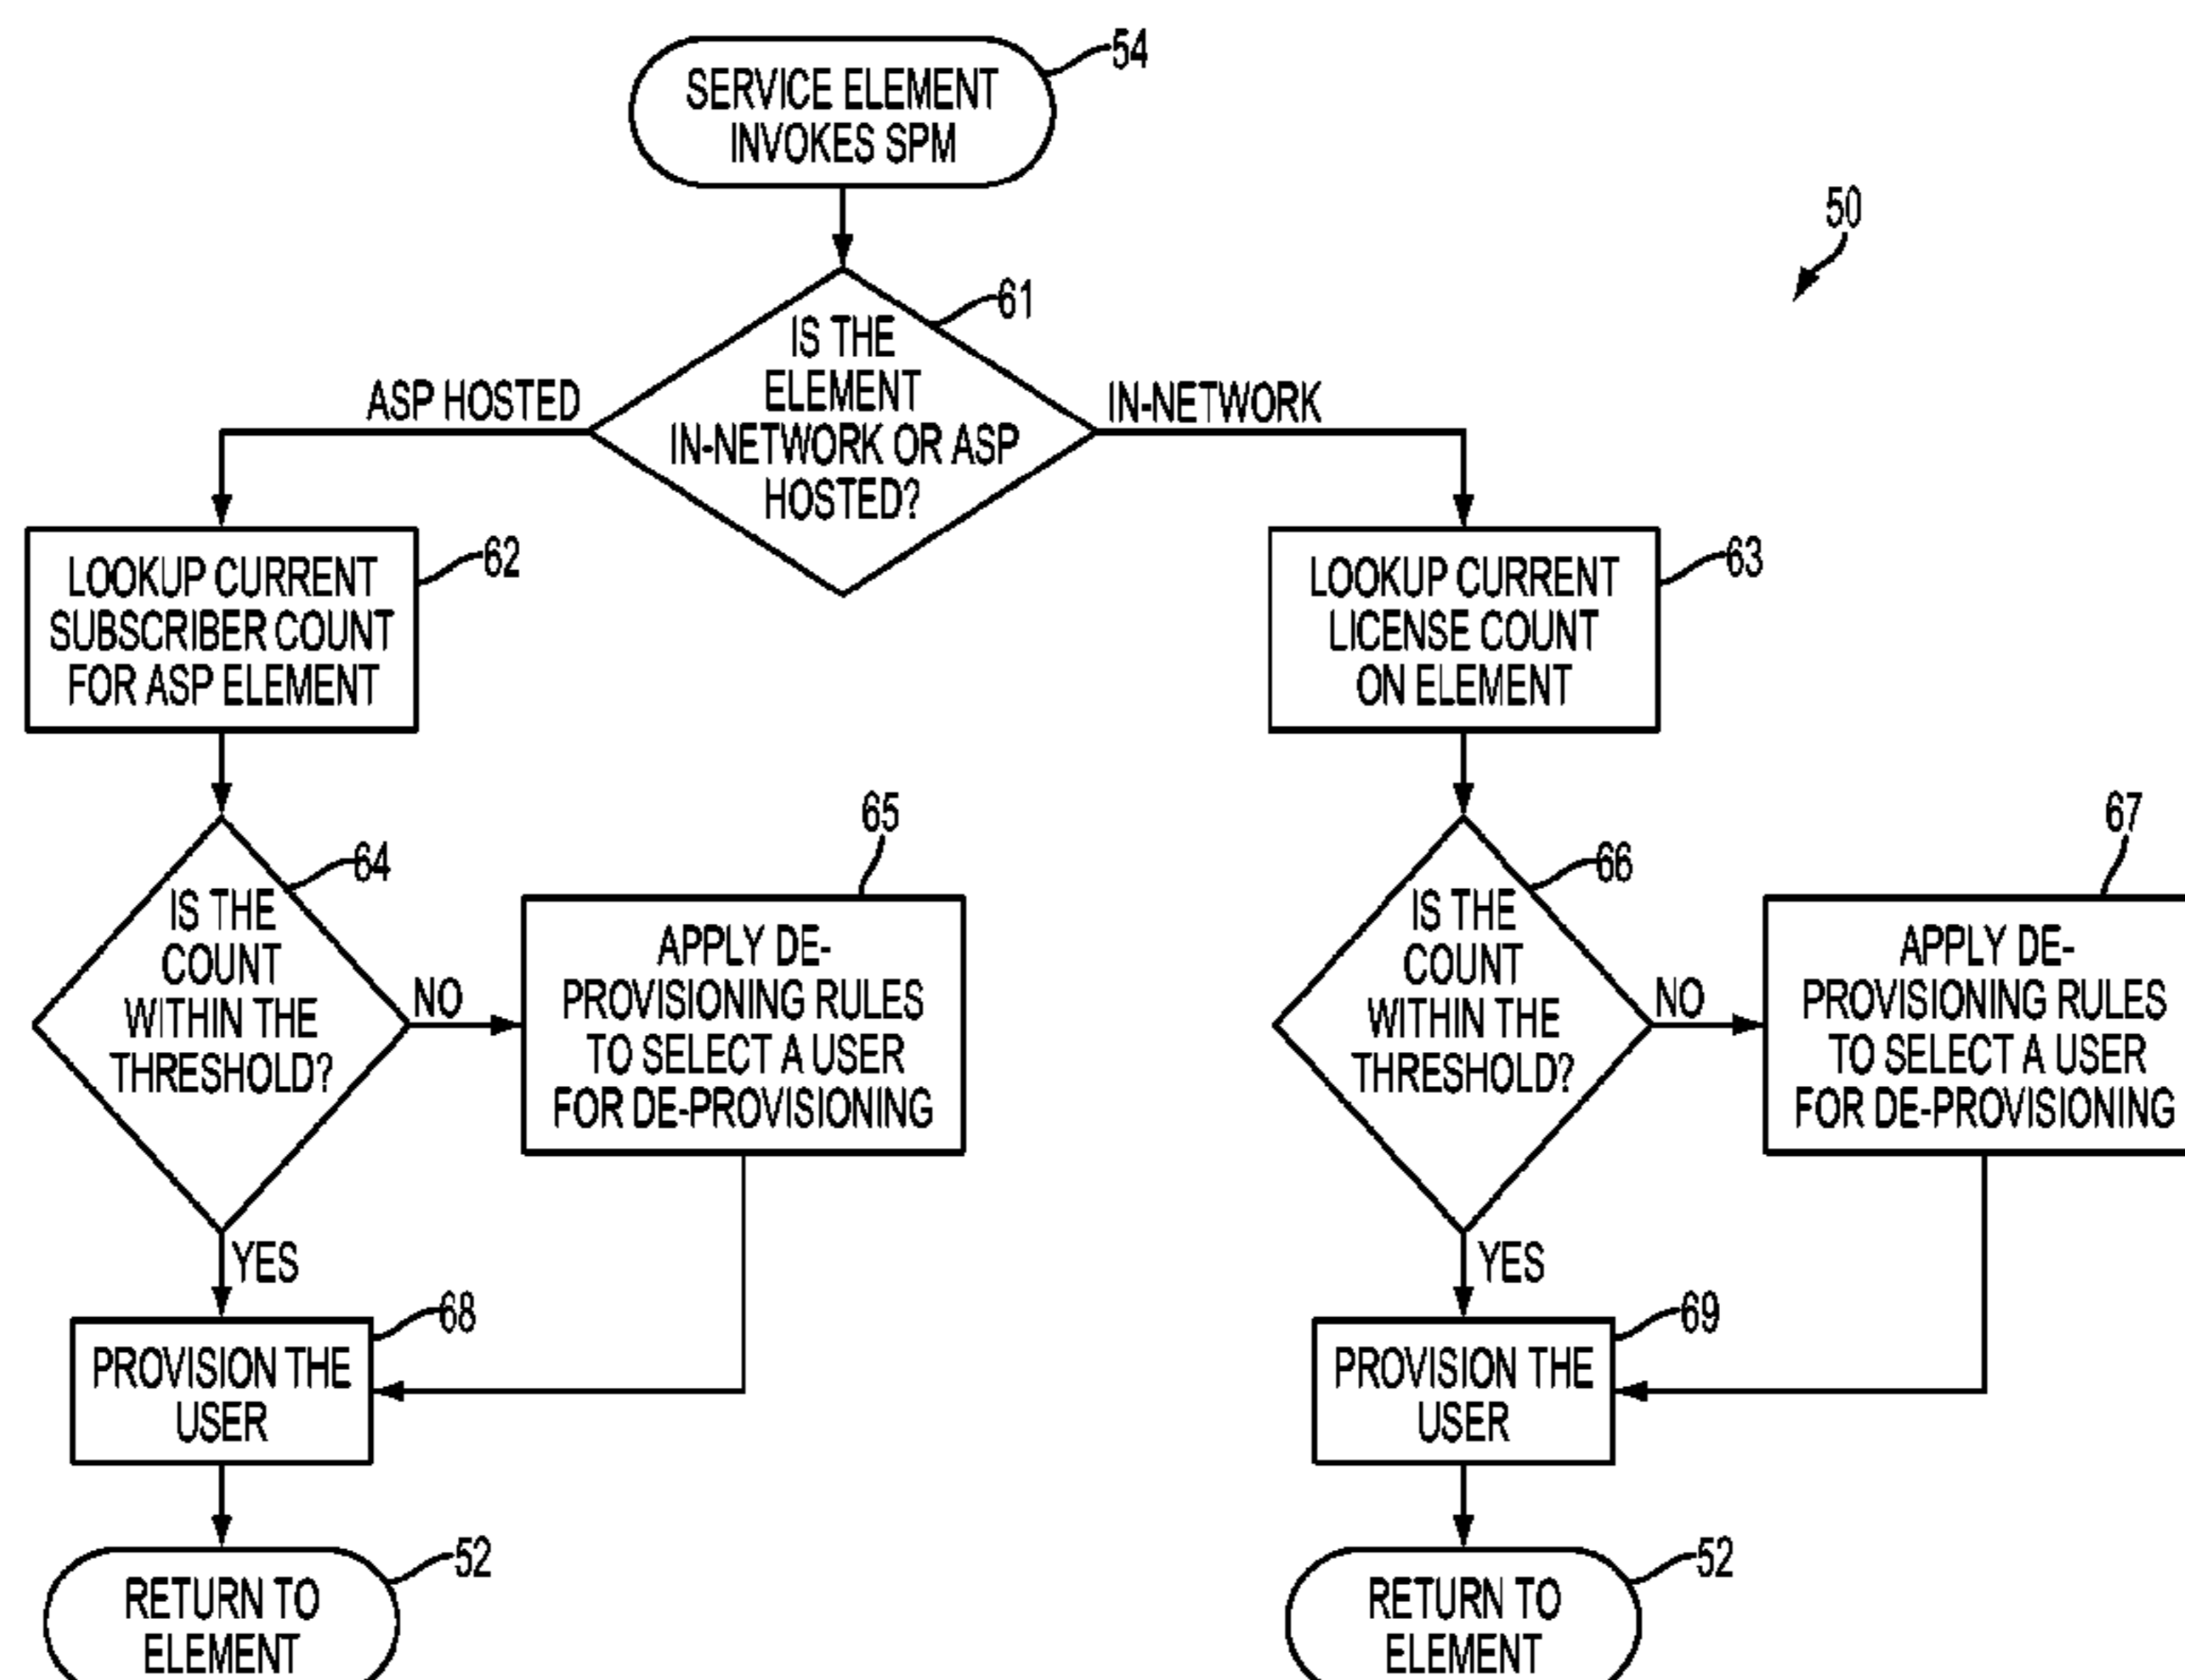 54
SERVICE ELEMENT
INVOKES SPM
50
61
IS THE
ELEMENT
IN-NETWORK OR ASP
HOSTED?
ASP HOSTED
IN-NETWORK
62
LOOKUP CURRENT
SUBSCRIBER COUNT
FOR ASP ELEMENT
63
LOOKUP CURRENT
LICENSE COUNT
ON ELEMENT
64
IS THE
COUNT
WITHIN THE
THRESHOLD?
NO
65
APPLY DE-
PROVISIONING RULES
TO SELECT A USER
FOR DE-PROVISIONING
66
IS THE
COUNT
WITHIN THE
THRESHOLD?
NO
67
APPLY DE-
PROVISIONING RULES
TO SELECT A USER
FOR DE-PROVISIONING
YES
68
PROVISION THE
USER
YES
69
PROVISION THE
USER
52
RETURN TO
ELEMENT
52
RETURN TO
ELEMENT